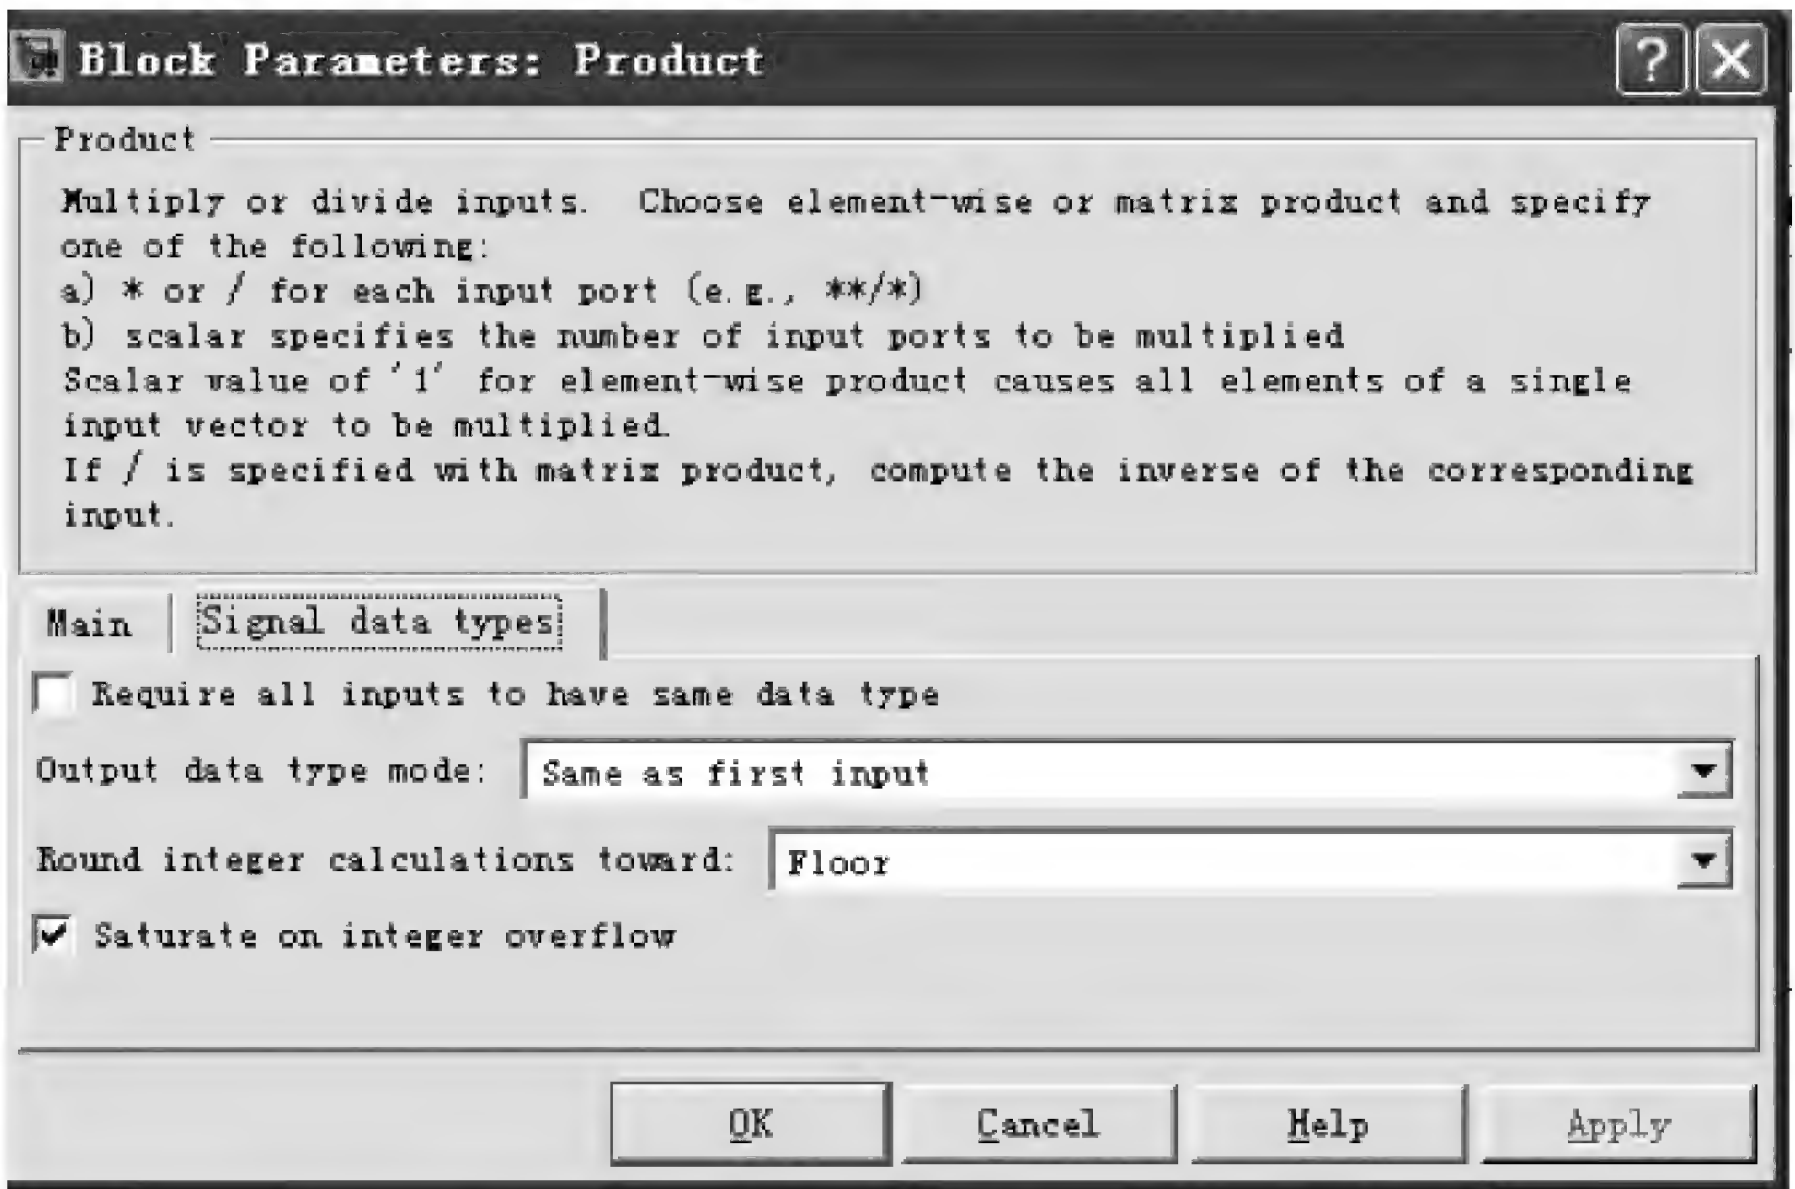 Block Parameters: Product
Product
Multiply or divide inputs.  Choose element-wise or matrix product and specify
one of the following:
a) * or / for each input port (e.g., **/*)
b) scalar specifies the number of input ports to be multiplied
Scalar value of '1' for element-wise product causes all elements of a single
input vector to be multiplied.
If / is specified with matrix product, compute the inverse of the corresponding
input.
Main Signal data types
Require all inputs to have same data type
Output data type mode: Same as first input
Round integer calculations toward: Floor
Saturate on integer overflow
OK Cancel Help Apply